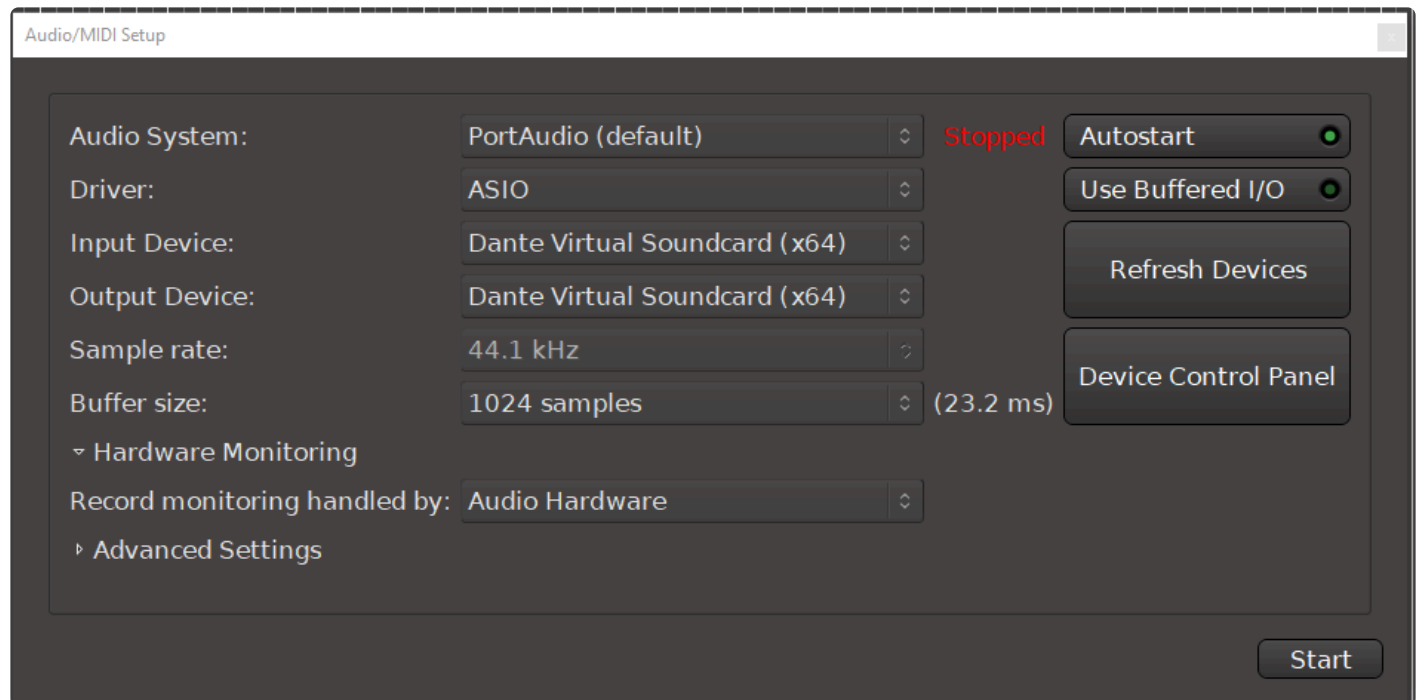 Audio/MIDI Setup
x
Audio System: PortAudio (default) Stopped Autostart
Driver: ASIO Use Buffered I/O
Input Device: Dante Virtual Soundcard (x64)
Refresh Devices
Output Device: Dante Virtual Soundcard (x64)
Sample rate: 44.1 kHz
Device Control Panel
Buffer size: 1024 samples (23.2 ms)
Hardware Monitoring
Record monitoring handled by: Audio Hardware
Advanced Settings
Start